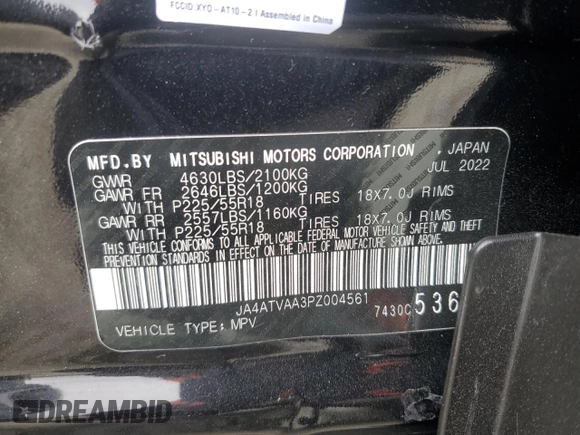 FCCID:XYO-AT10-2 | Assembled in China
MFD.BY MITSUBISHI MOTORS CORPORATION , JAPAN
GVWR 4630LBS/2100KG JUL 2022
GAWR FR 2646LBS/1200KG
WITH P225/55R18 TIRES 18X7.0J RIMS
GAWR RR 2557LBS/1160KG
WITH P225/55R18 TIRES 18X7.0J RIMS
THIS VEHICLE CONFORMS TO ALL APPLICABLE FEDERAL MOTOR VEHICLE SAFETY AND THEFT
PREVENTION STANDARDS IN EFFECT ON THE DATE OF MANUFACTURE SHOWN ABOVE.
JA4ATVAA3PZ004561
7430C 536
VEHICLE TYPE: MPV
DREAMBID